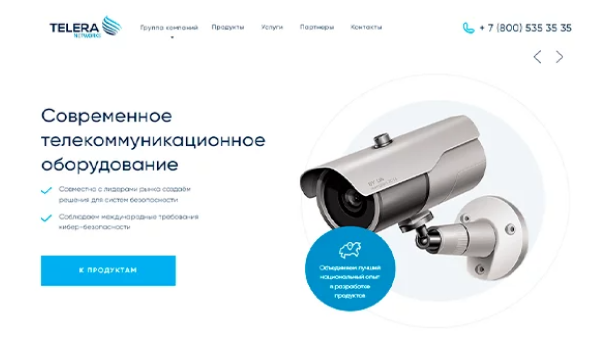 TELERA
NETWORKS
Группа компаний Продукты Услуги Партнеры Контакты
+ 7 (800) 535 35 35
Современное
телекоммуникационное
оборудование
Совместно с лидерами рынка создаём
решения для систем безопасности
Соблюдаем международные требования
кибер-безопасности
К ПРОДУКТАМ
Объединяем лучший
национальный опыт
в разработке
продуктов